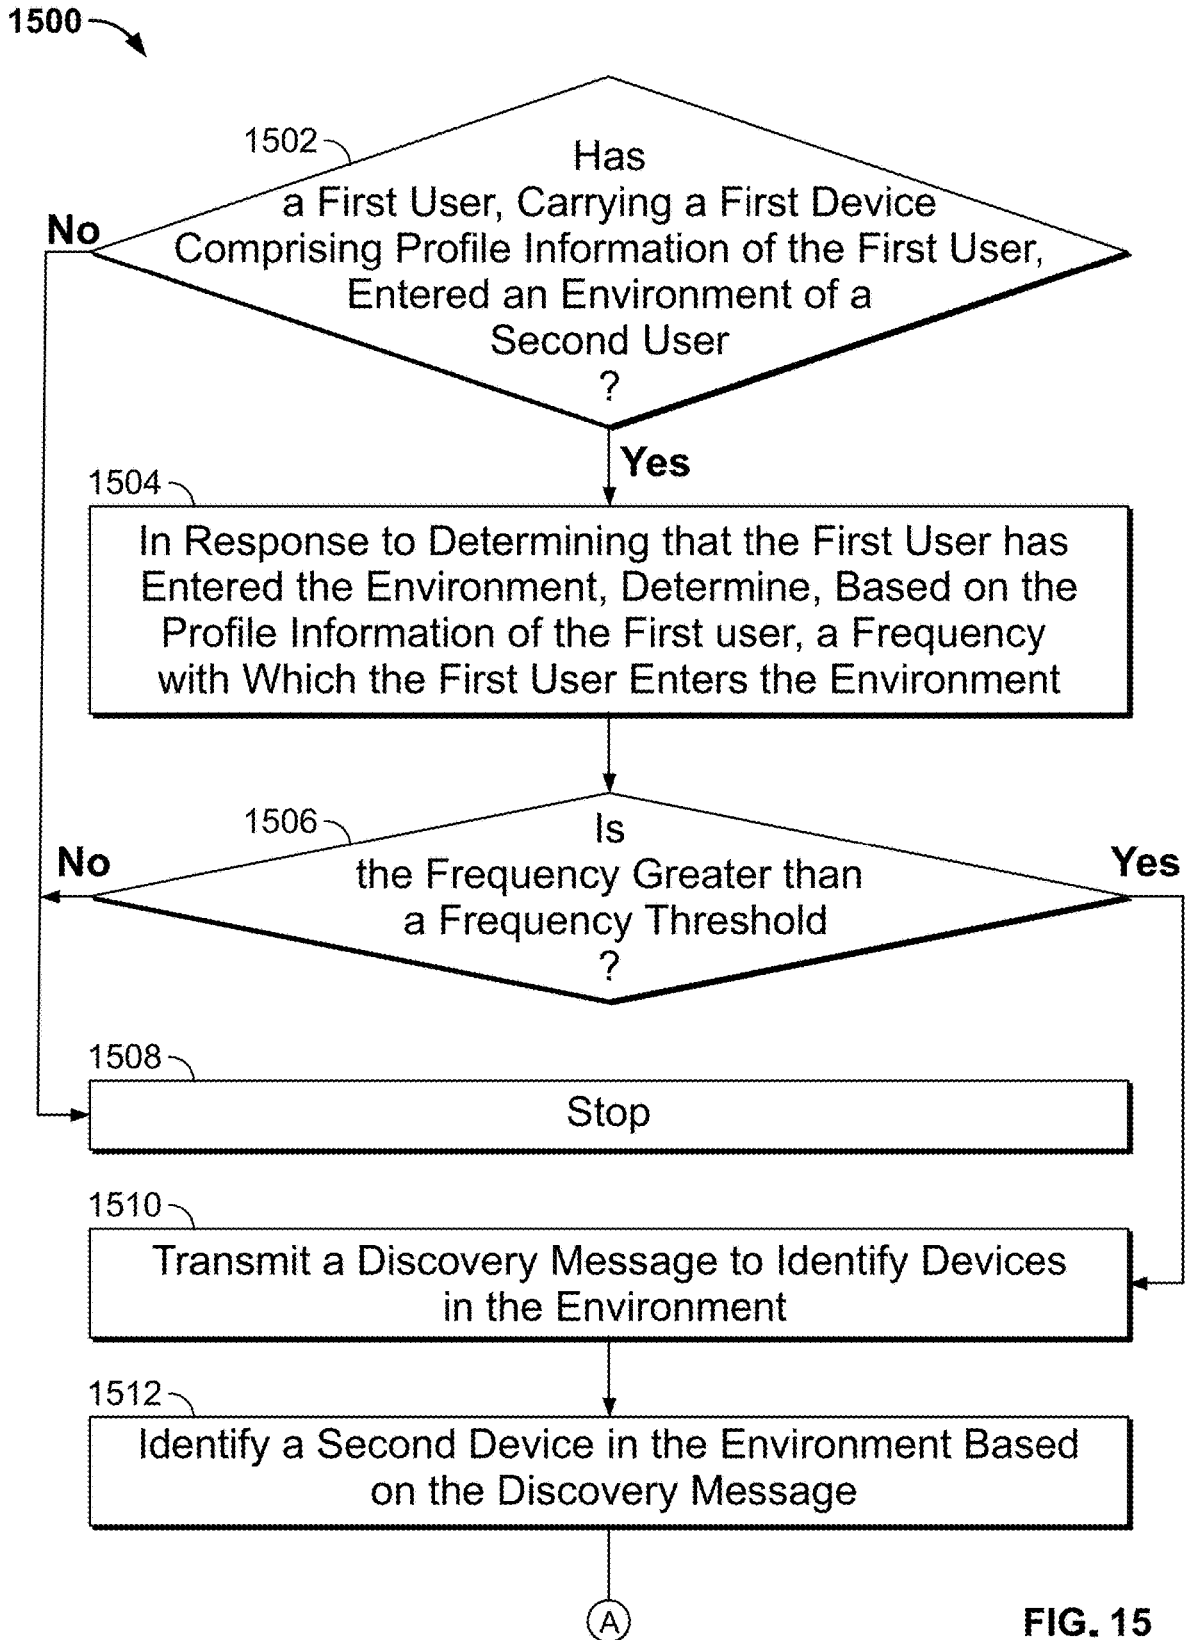 1500
1502
Has
a First User, Carrying a First Device
Comprising Profile Information of the First User,
Entered an Environment of a
Second User
?
No
Yes
1504
In Response to Determining that the First User has
Entered the Environment, Determine, Based on the
Profile Information of the First user, a Frequency
with Which the First User Enters the Environment
1506
Is
the Frequency Greater than
a Frequency Threshold
?
No
Yes
1508
Stop
1510
Transmit a Discovery Message to Identify Devices
in the Environment
1512
Identify a Second Device in the Environment Based
on the Discovery Message
A
FIG. 15